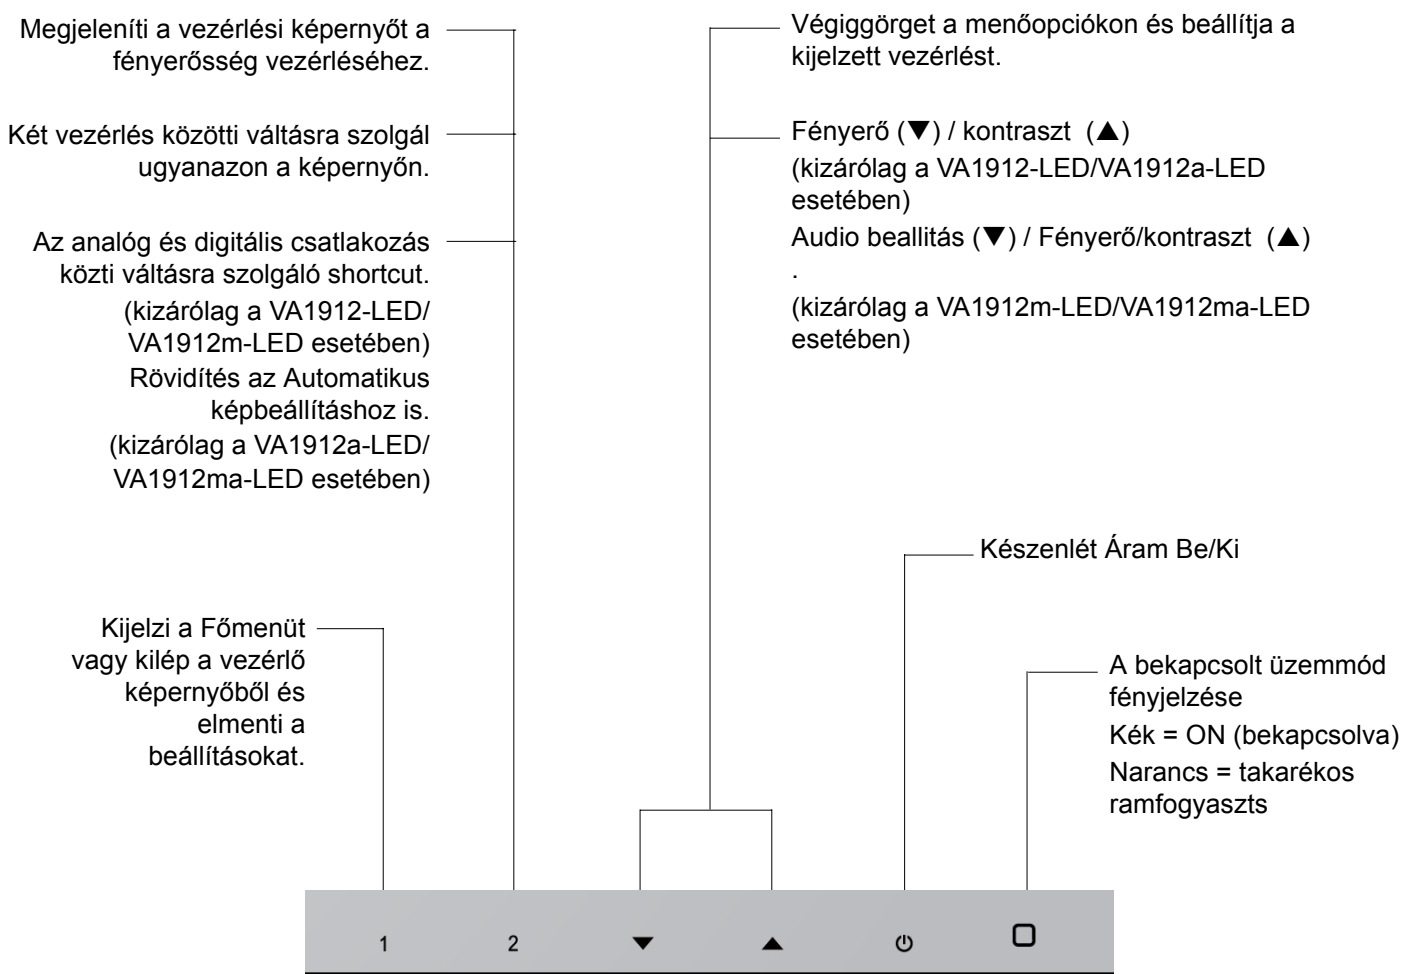 Megjeleníti a vezérlési képernyőt a
fényerősség vezérléséhez.
Két vezérlés közötti váltásra szolgál
ugyanazon a képernyőn.
Az analóg és digitális csatlakozás
közti váltásra szolgáló shortcut.
(kizárólag a VA1912-LED/
VA1912m-LED esetében)
Rövidítés az Automatikus
képbeállításhoz is.
(kizárólag a VA1912a-LED/
VA1912ma-LED esetében)
Kijelzi a Főmenüt
vagy kilép a vezérlő
képernyőből és
elmenti a
beállításokat.
Végiggörget a menőopciókon és beállítja a
kijelzett vezérlést.
Fényerő (▼) / kontraszt (▲)
(kizárólag a VA1912-LED/VA1912a-LED
esetében)
Audio beallitás (▼) / Fényerő/kontraszt (▲)
.
(kizárólag a VA1912m-LED/VA1912ma-LED
esetében)
Készenlét Áram Be/Ki
A bekapcsolt üzemmód
fényjelzése
Kék = ON (bekapcsolva)
Narancs = takarékos
ramfogyaszts
1 2 ▼ ▲ ⏻ ▢